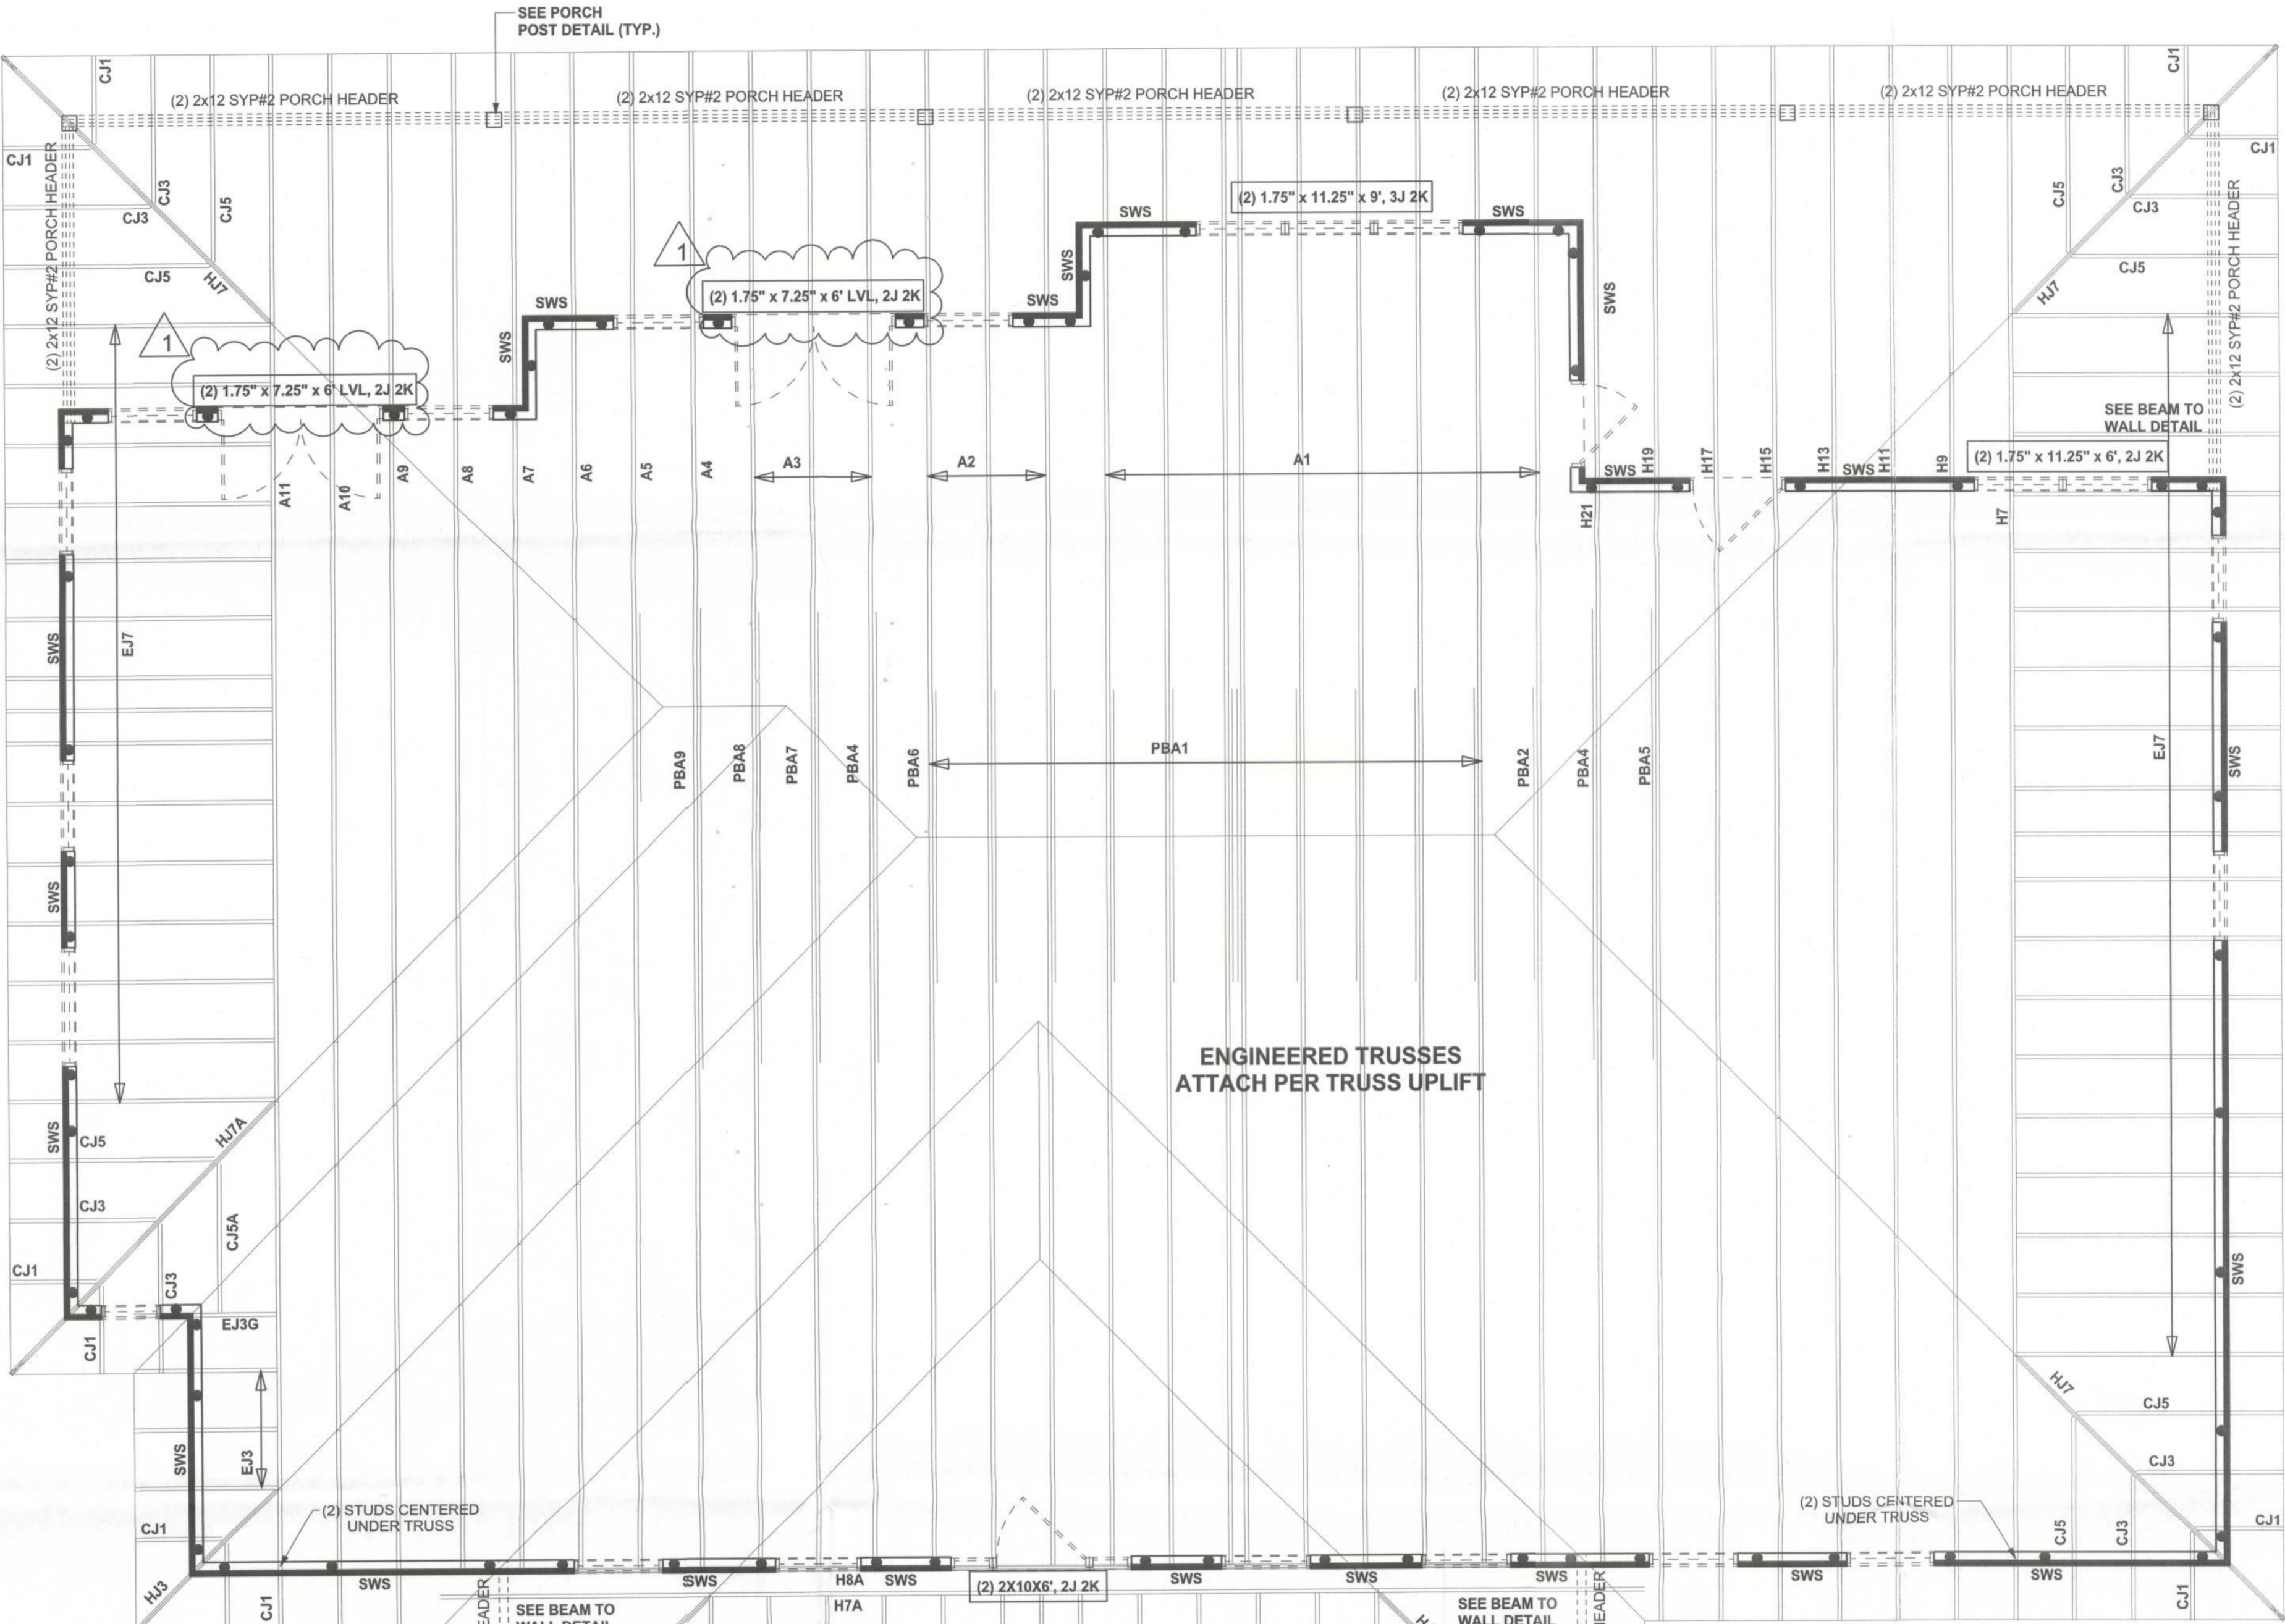 SEE PORCH
POST DETAIL (TYP.)
CJ1
CJ1
(2) 2x12 SYP#2 PORCH HEADER
(2) 2x12 SYP#2 PORCH HEADER
(2) 2x12 SYP#2 PORCH HEADER
(2) 2x12 SYP#2 PORCH HEADER
(2) 2x12 SYP#2 PORCH HEADER
CJ1
CJ1
(2) 2x12 SYP#2 PORCH HEADER
(2) 2x12 SYP#2 PORCH HEADER
CJ3
CJ3
CJ5
CJ5
HJ7
CJ5
CJ3
CJ3
CJ5
HJ7
(2) 1.75" x 11.25" x 9', 3J 2K
SWS
SWS
SWS
SWS
1
(2) 1.75" x 7.25" x 6' LVL, 2J 2K
SWS
SWS
SWS
1
(2) 1.75" x 7.25" x 6' LVL, 2J 2K
SEE BEAM TO
WALL DETAIL
(2) 1.75" x 11.25" x 6', 2J 2K
A11
A10
A9
A8
A7
A6
A5
A4
A3
A2
A1
H21
SWS
H19
H17
H15
H13
SWS
H11
H9
H7
SWS
EJ7
PBA9
PBA8
PBA7
PBA4
PBA6
PBA1
PBA2
PBA4
PBA5
EJ7
SWS
SWS
ENGINEERED TRUSSES
ATTACH PER TRUSS UPLIFT
SWS
CJ5
HJ7A
CJ3
CJ5A
CJ1
CJ3
EJ3G
CJ1
SWS
SWS
EJ3
HJ7
CJ5
CJ3
(2) STUDS CENTERED
UNDER TRUSS
(2) STUDS CENTERED
UNDER TRUSS
CJ5
CJ3
CJ1
CJ1
HJ3
CJ1
SWS
SWS
H8A
SWS
(2) 2X10X6', 2J 2K
SWS
SWS
SWS
SWS
SWS
CJ1
H7A
SEE BEAM TO
WALL DETAIL
SEE BEAM TO
WALL DETAIL